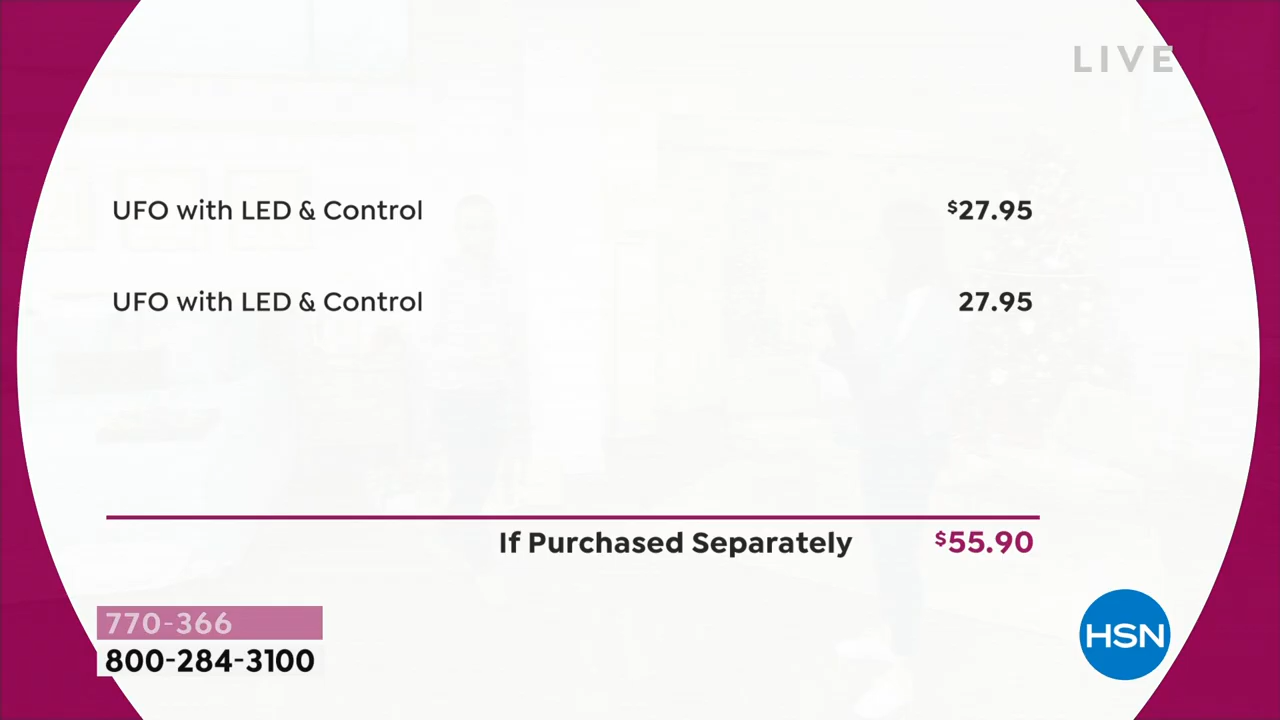 LIVE
UFO with LED & Control $27.95
UFO with LED & Control 27.95
If Purchased Separately $55.90
770-366
800-284-3100
HSN